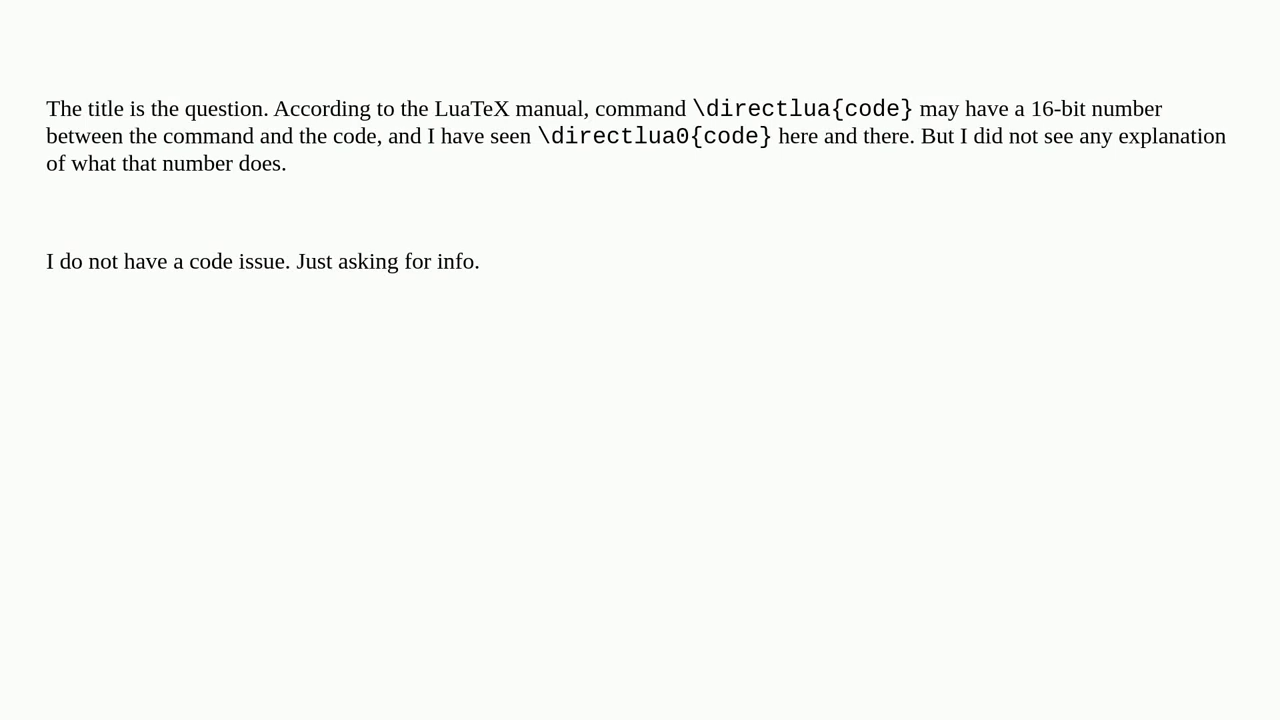 The title is the question. According to the LuaTeX manual, command \directlua{code} may have a 16-bit number
between the command and the code, and I have seen \directlua0{code} here and there. But I did not see any explanation
of what that number does.
I do not have a code issue. Just asking for info.